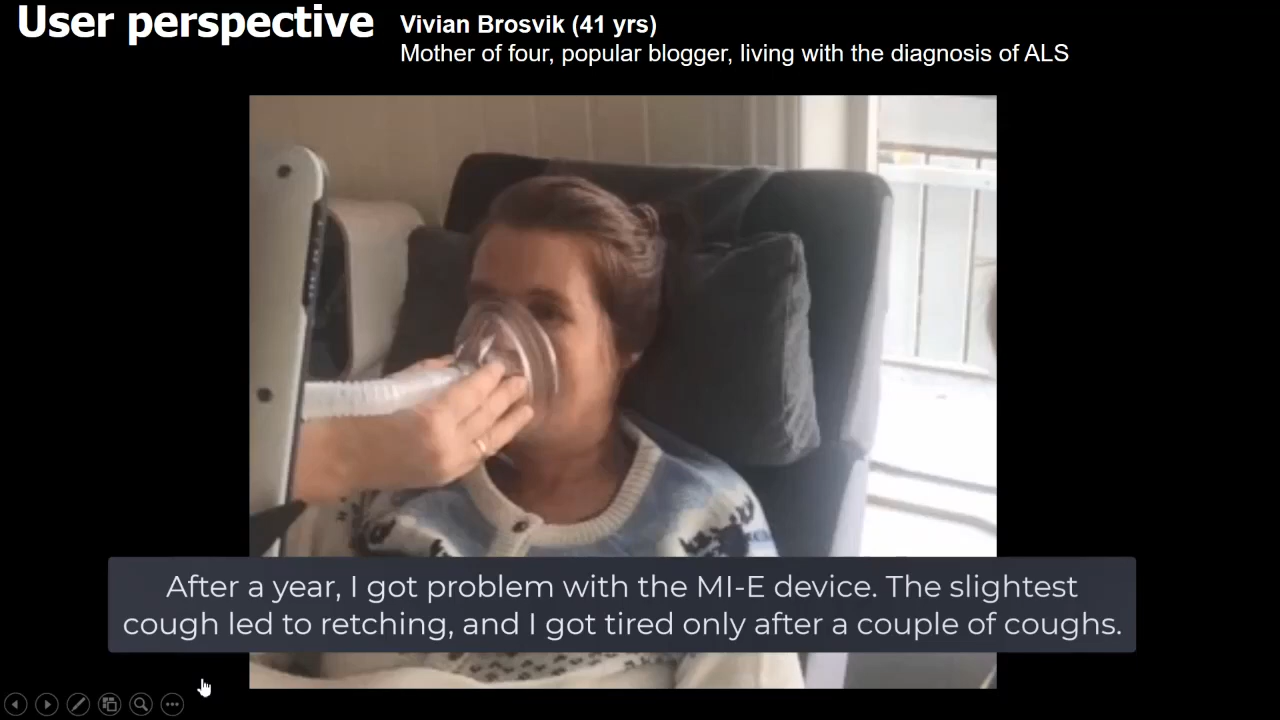 User perspective
Vivian Brosvik (41 yrs)
Mother of four, popular blogger, living with the diagnosis of ALS
After a year, I got problem with the MI-E device. The slightest
cough led to retching, and I got tired only after a couple of coughs.